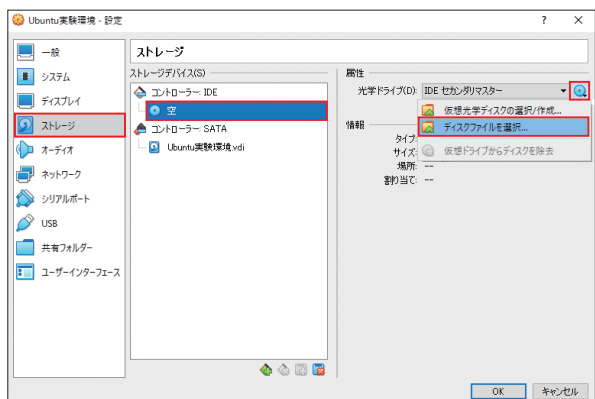 Ubuntu実験環境 - 設定
? ×
一般
システム
ディスプレイ
ストレージ
オーディオ
ネットワーク
シリアルポート
USB
共有フォルダー
ユーザーインターフェース
ストレージ
ストレージデバイス(S)
コントローラー: IDE
空
コントローラー: SATA
Ubuntu実験環境.vdi
属性
光学ドライブ(D): IDE セカンダリマスター
仮想光学ディスクの選択/作成...
ディスクファイルを選択...
仮想ドライブからディスクを除去
情報
タイプ:
サイズ:
場所: --
割り当て: --
OK
キャンセル